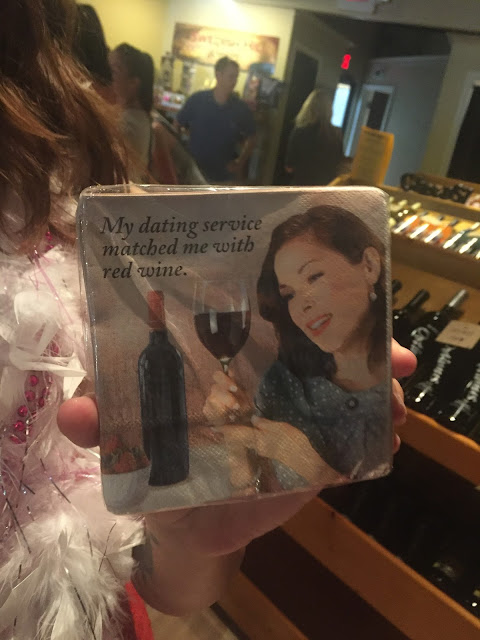 My dating service
matched me with
red wine.